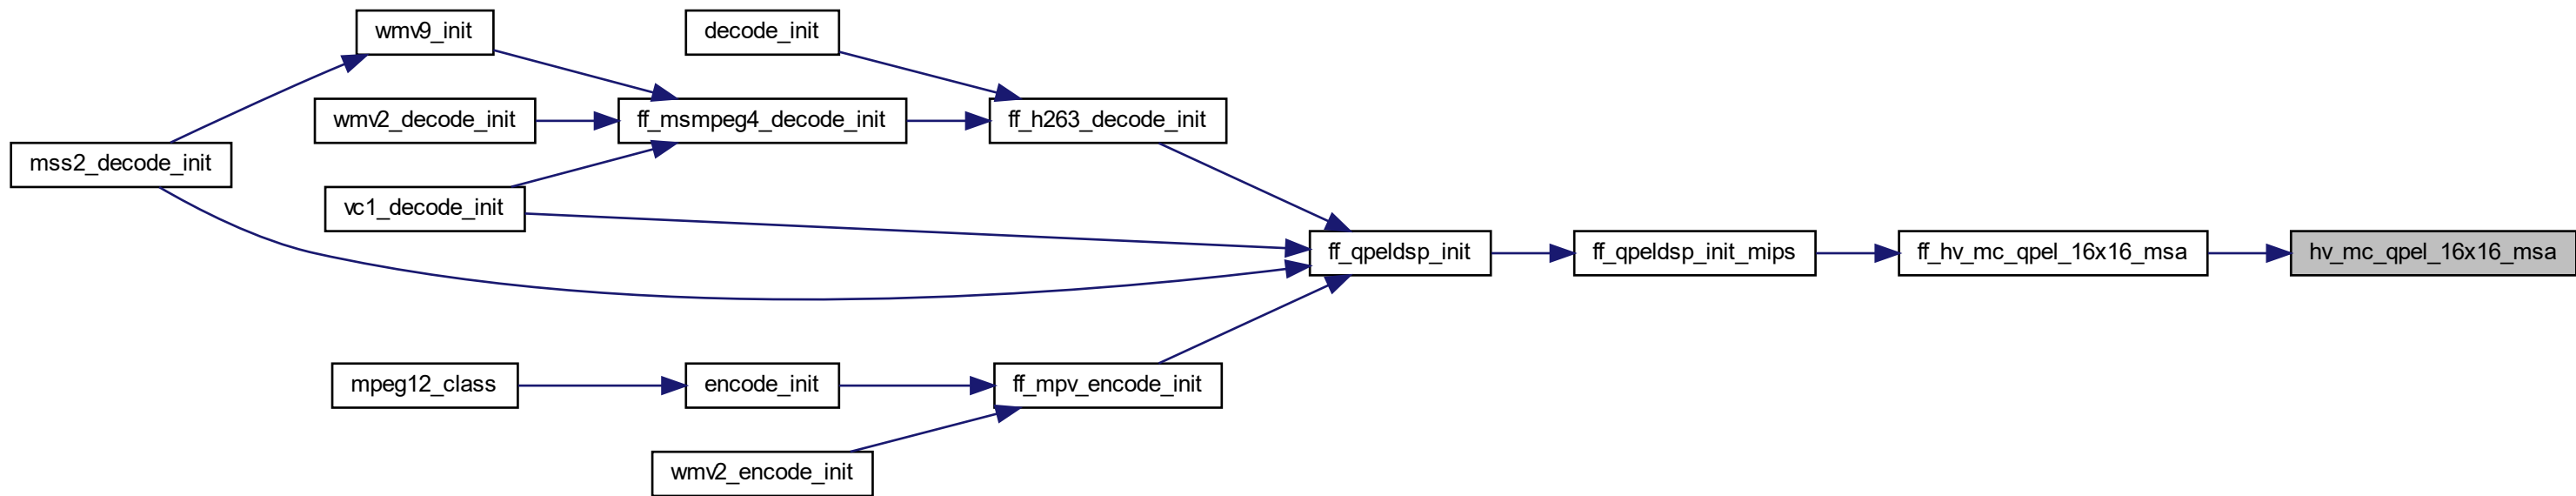 wmv9_init
decode_init
wmv2_decode_init
ff_msmpeg4_decode_init
ff_h263_decode_init
mss2_decode_init
vc1_decode_init
ff_qpeldsp_init
ff_qpeldsp_init_mips
ff_hv_mc_qpel_16x16_msa
hv_mc_qpel_16x16_msa
mpeg12_class
encode_init
ff_mpv_encode_init
wmv2_encode_init